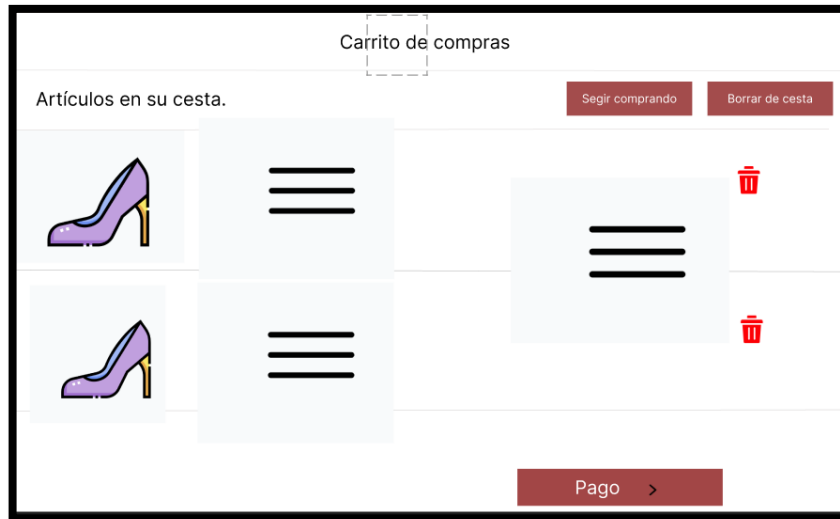 Carrito de compras
Artículos en su cesta.
Segir comprando
Borrar de cesta
Pago >